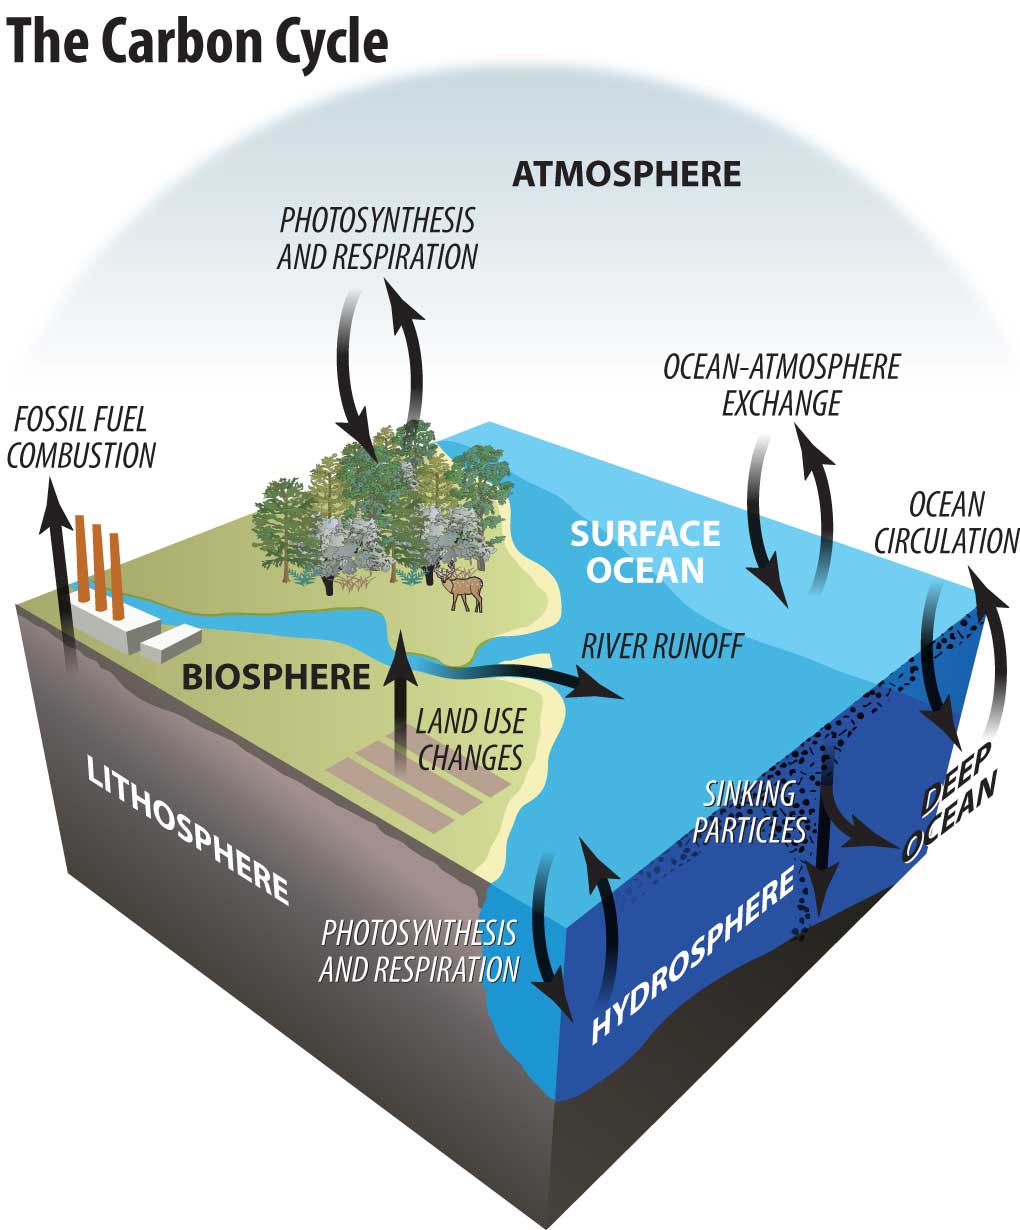 The Carbon Cycle
ATMOSPHERE
PHOTOSYNTHESIS
AND RESPIRATION
OCEAN-ATMOSPHERE
EXCHANGE
FOSSIL FUEL
COMBUSTION
OCEAN
CIRCULATION
SURFACE
OCEAN
RIVER RUNOFF
BIOSPHERE
LAND USE
CHANGES
LITHOSPHERE
SINKING
PARTICLES
DEEP
OCEAN
PHOTOSYNTHESIS
AND RESPIRATION
HYDROSPHERE